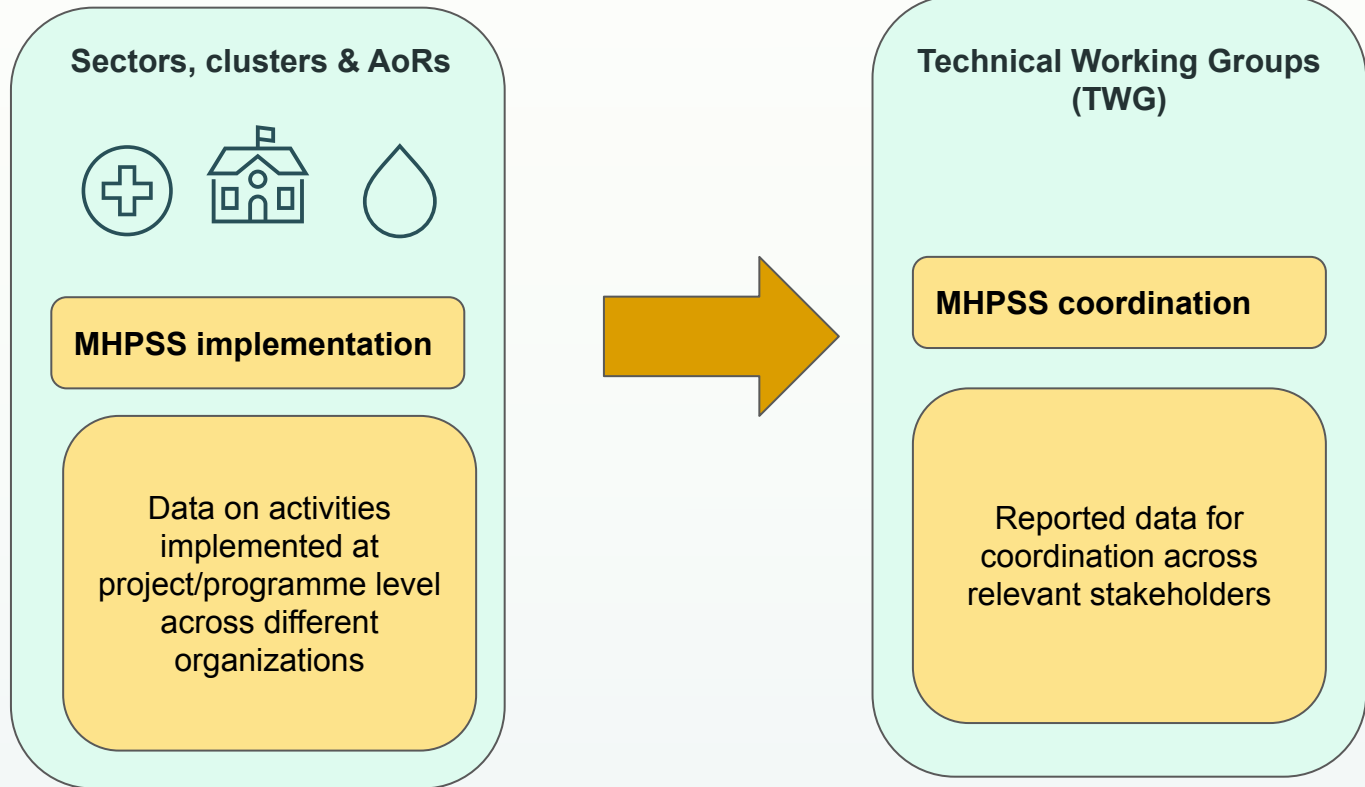 Sectors, clusters & AoRs
MHPSS implementation
Data on activities
implemented at
project/programme level
across different
organizations
Technical Working Groups
(TWG)
MHPSS coordination
Reported data for
coordination across
relevant stakeholders